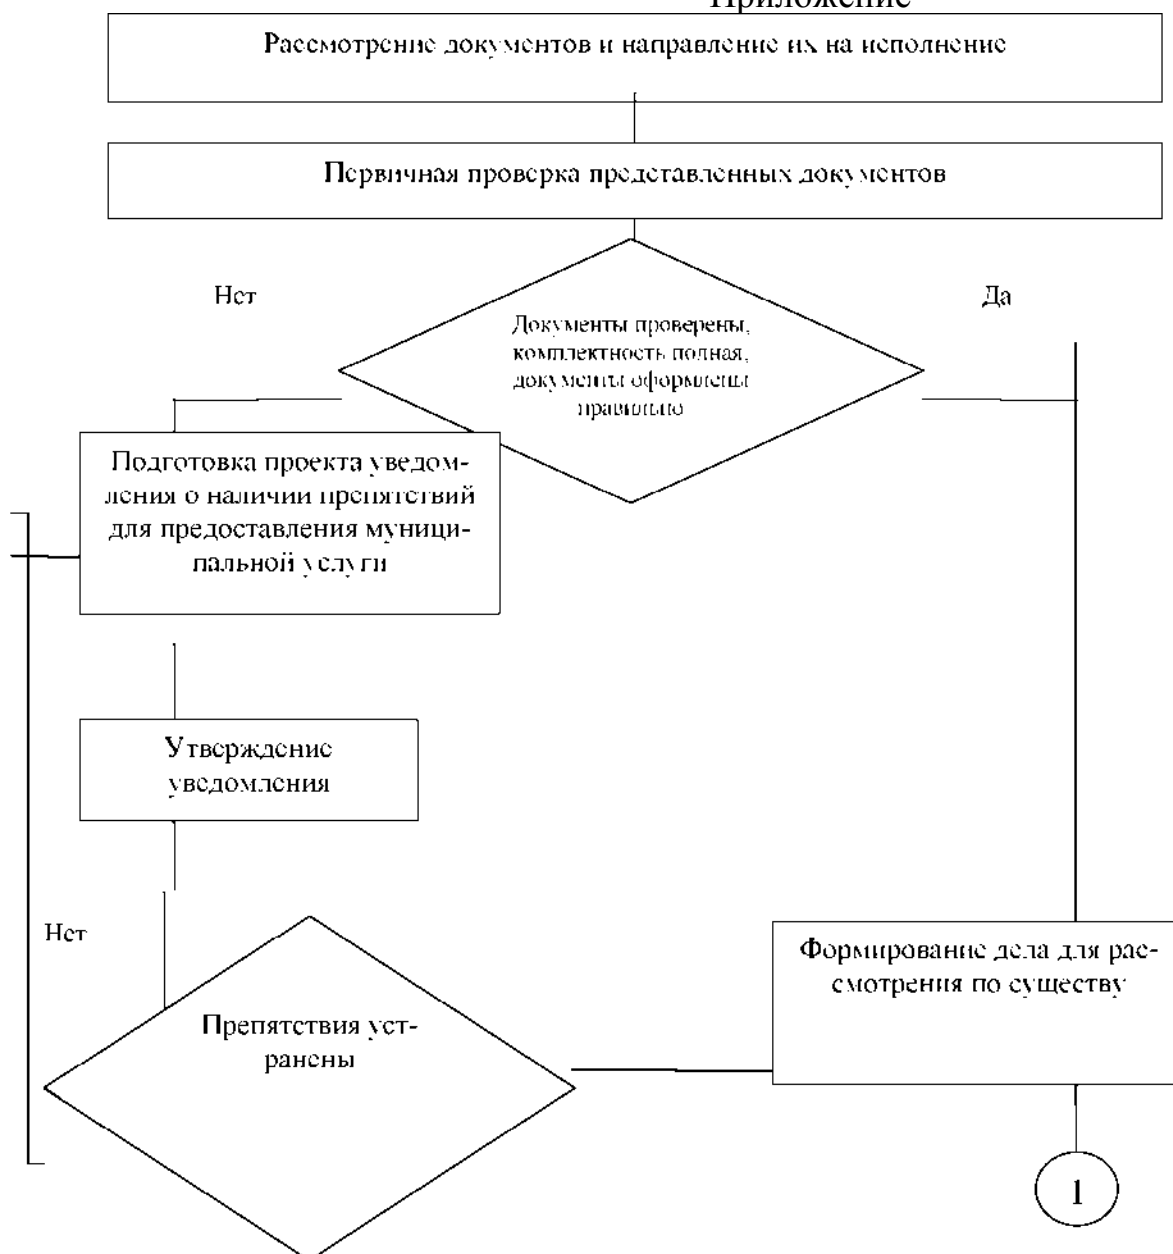 Приложение
Рассмотрение документов и направление их на исполнение
Первичная проверка представленных документов
Нет
Да
Документы проверены,
комплектность полная,
документы оформлены
правильно
Подготовка проекта уведом-
ления о наличии препятствий
для предоставления муници-
пальной услуги
Утверждение
уведомления
Нет
Формирование дела для рас-
смотрения по существу
Препятствия уст-
ранены
1